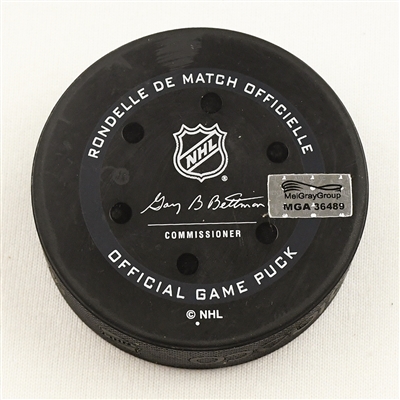 RONDELLE DE MATCH OFFICIELLE
NHL
®
Gary B Bettman
COMMISSIONER
MeiGrayGroup
MGA 36489
OFFICIAL GAME PUCK
© NHL